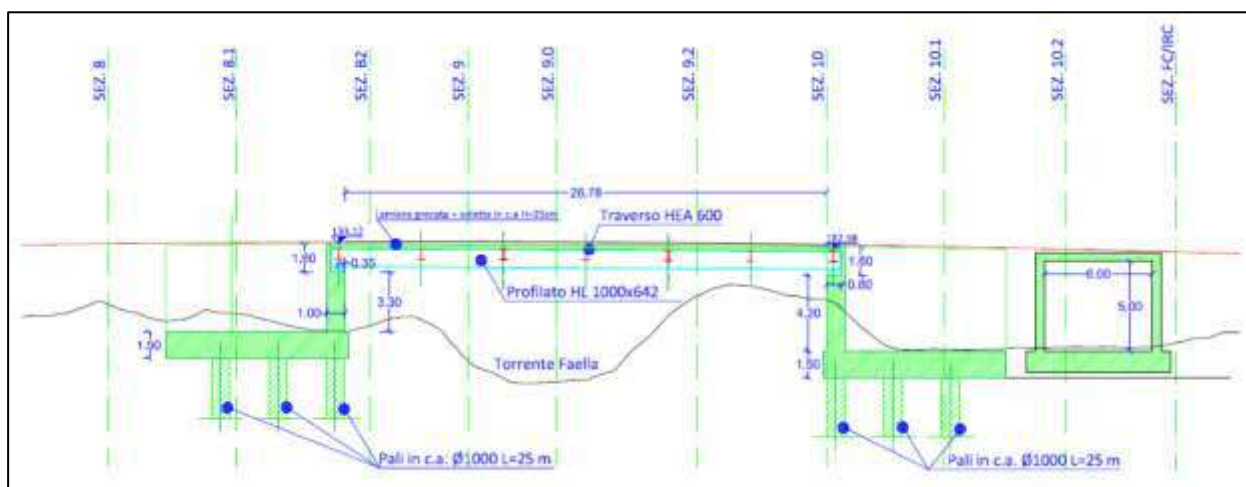 SEZ. 8
SEZ. 8.1
SEZ. B2
SEZ. 9
SEZ. 9.0
SEZ. 9.2
SEZ. 10
SEZ. 10.1
SEZ. 10.2
SEZ. FC/IRC
26.78
Traverso HEA 600
0.35
Profilato HL 1000x642
3.30
1.00
1.50
Torrente Faella
1.60
0.80
4.20
1.50
6.00
5.00
Pali in c.a. Ø1000 L=25 m
Pali in c.a. Ø1000 L=25 m